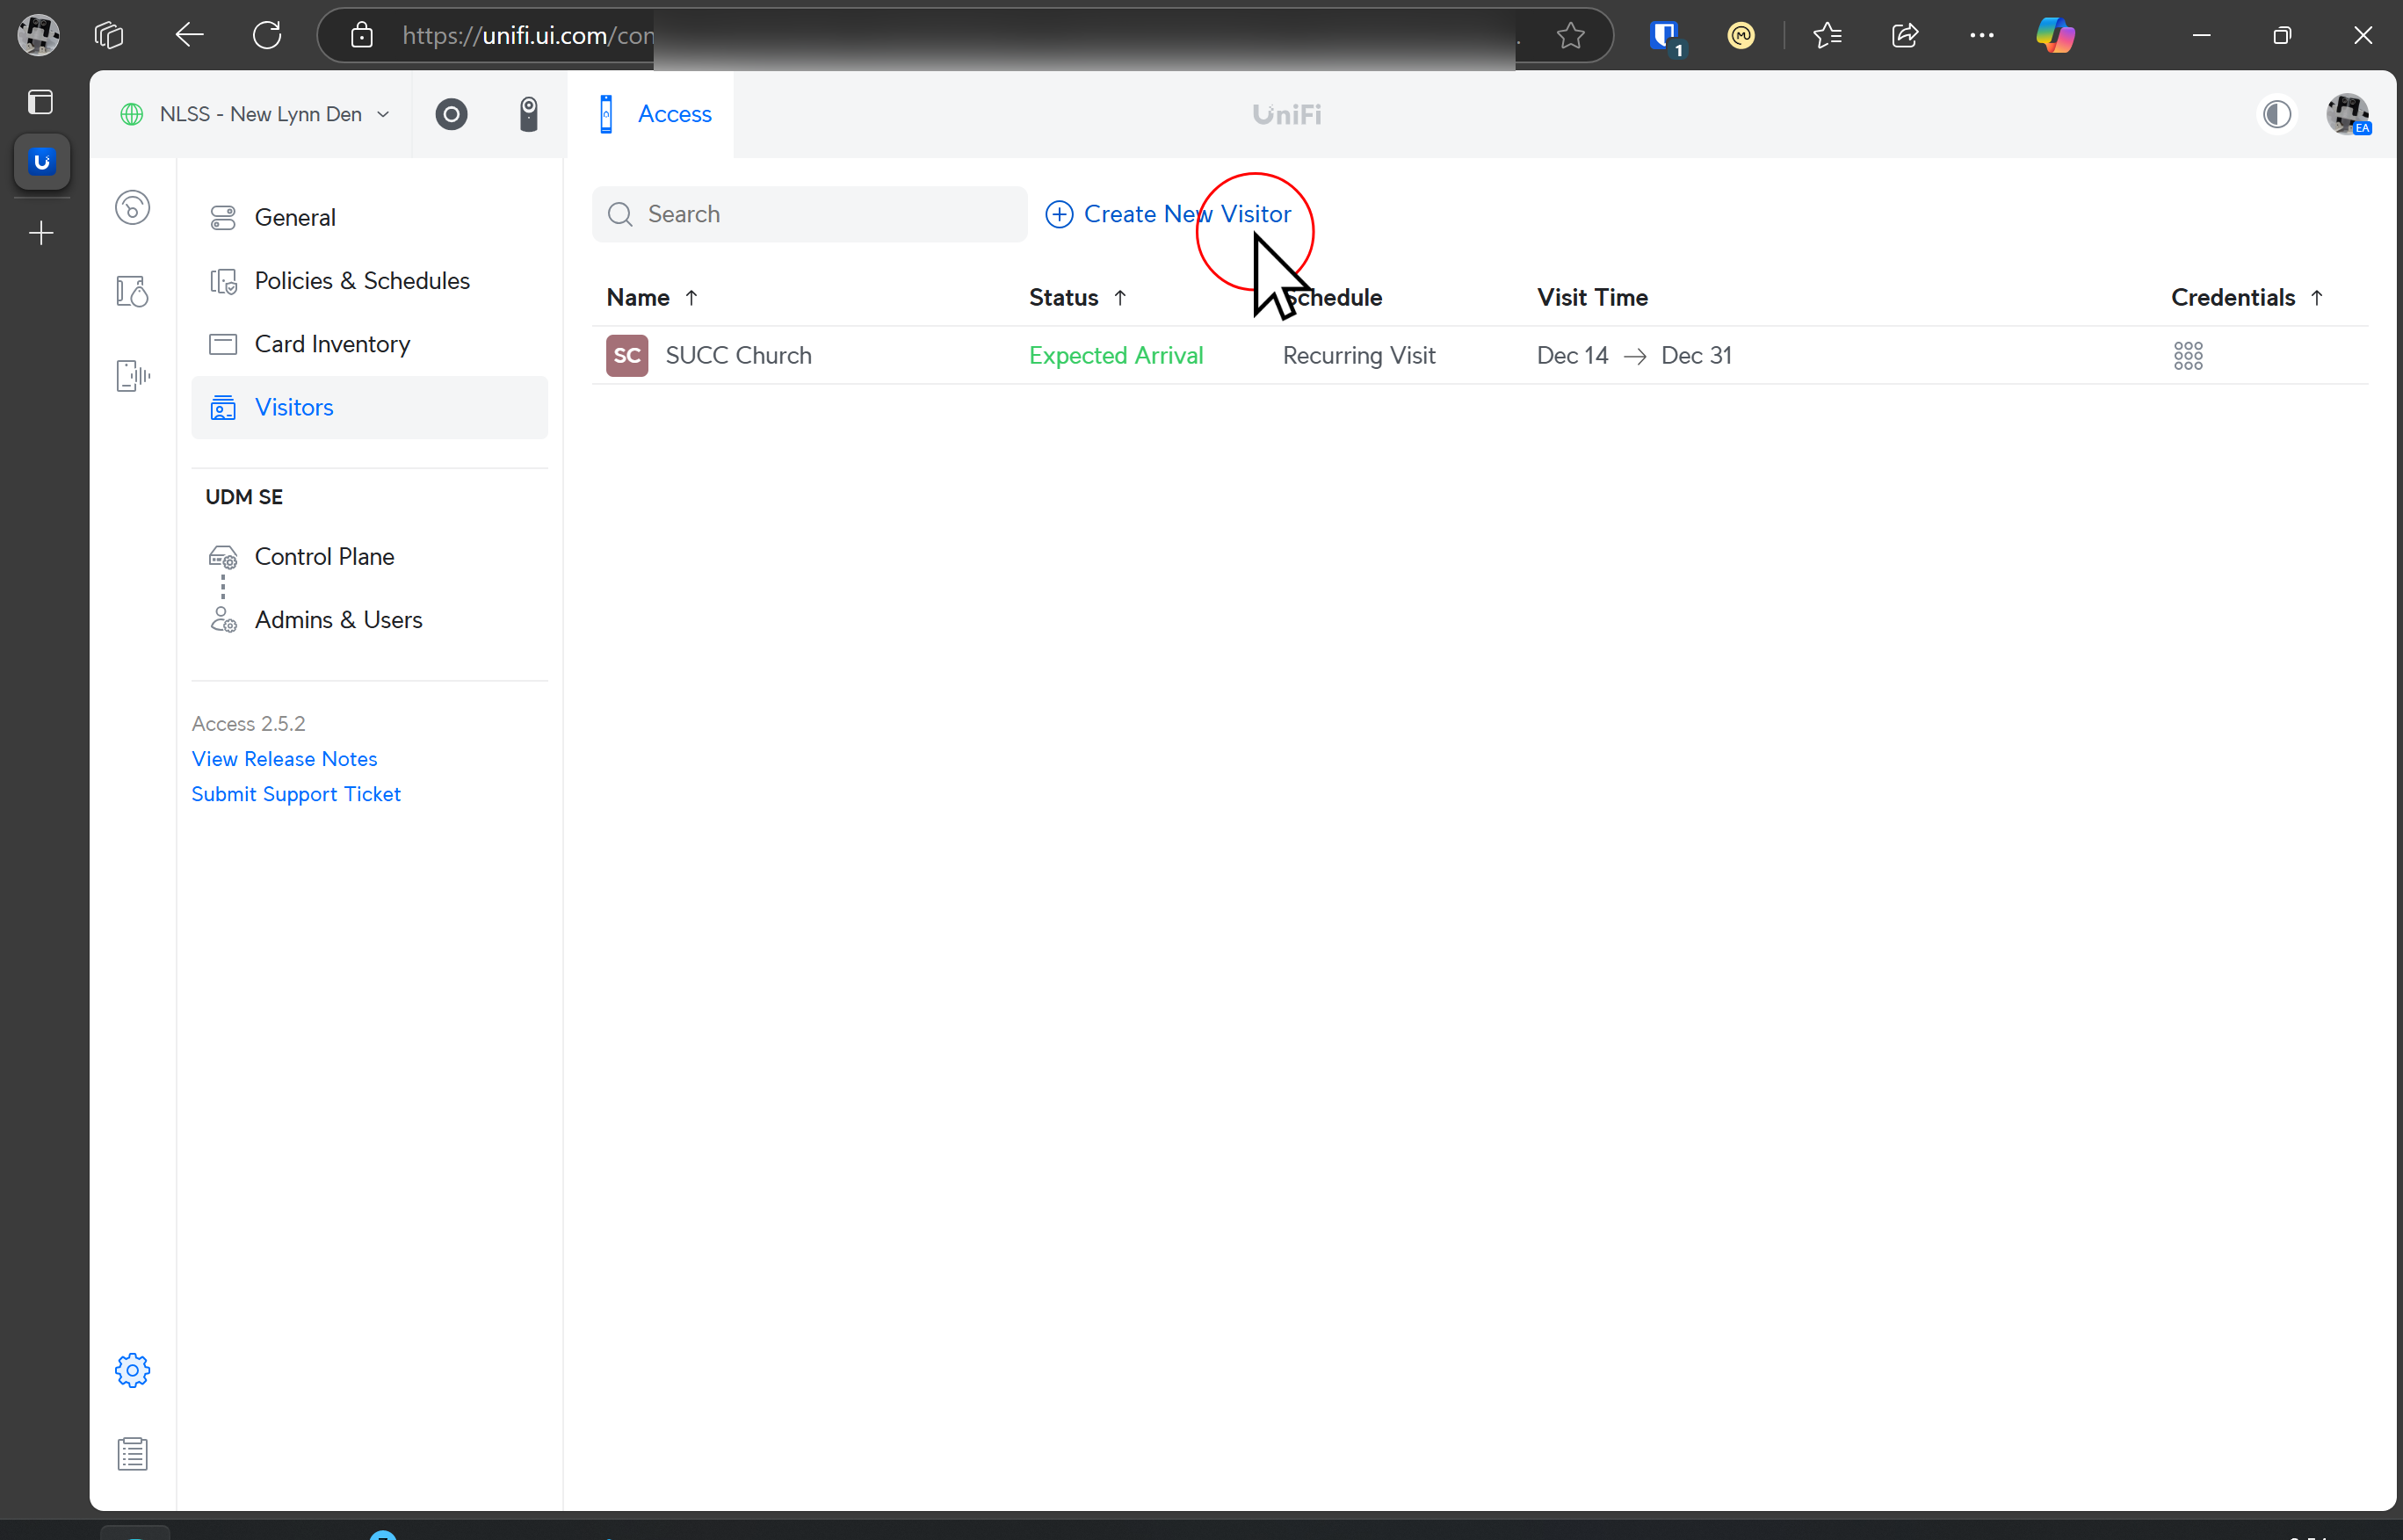 https://unifi.ui.com/con
1
NLSS - New Lynn Den
Access
UniFi
EA
General
Policies & Schedules
Card Inventory
Visitors
UDM SE
Control Plane
Admins & Users
Access 2.5.2
View Release Notes
Submit Support Ticket
Search
Create New Visitor
Name ↑ Status ↑ Schedule Visit Time Credentials ↑
SC SUCC Church Expected Arrival Recurring Visit Dec 14 → Dec 31